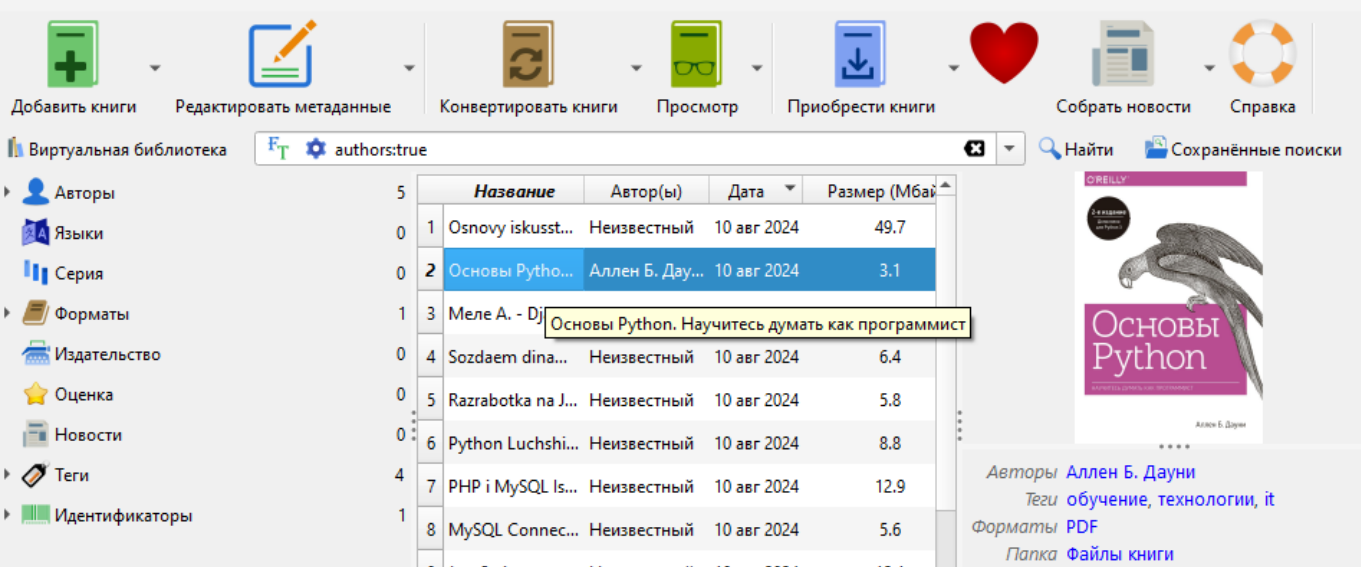 Добавить книги Редактировать метаданные Конвертировать книги Просмотр Приобрести книги Собрать новости Справка
Виртуальная библиотека FT authors:true Найти Сохранённые поиски
Авторы 5
Языки 0
Серия 0
Форматы 1
Издательство 0
Оценка 0
Новости 0
Теги 4
Идентификаторы 1
Название Автор(ы) Дата Размер (Мбай
1 Osnovy iskusst... Неизвестный 10 авг 2024 49.7
2 Основы Pytho... Аллен Б. Дау... 10 авг 2024 3.1
3 Меле А. - Dj
Основы Python. Научитесь думать как программист
4 Sozdaem dina... Неизвестный 10 авг 2024 6.4
5 Razrabotka na J... Неизвестный 10 авг 2024 5.8
6 Python Luchshi... Неизвестный 10 авг 2024 8.8
7 PHP i MySQL Is... Неизвестный 10 авг 2024 12.9
8 MySQL Connec... Неизвестный 10 авг 2024 5.6
O'REILLY
2-е издание
Основы
Python
НАУЧИТЕСЬ ДУМАТЬ КАК ПРОГРАММИСТ
Аллен Б. Дауни
Авторы Аллен Б. Дауни
Теги обучение, технологии, it
Форматы PDF
Папка Файлы книги